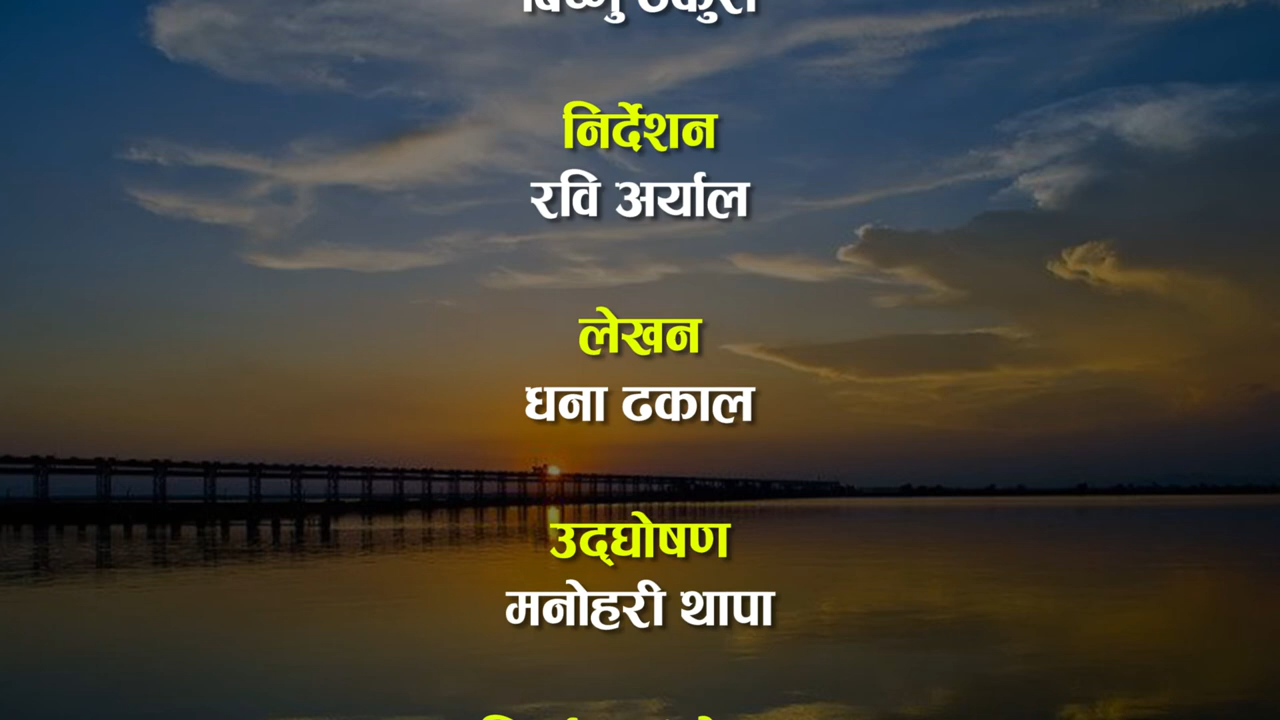 निर्देशन
रवि अर्याल
लेखन
धना ढकाल
उद्‌घोषण
मनोहरी थापा